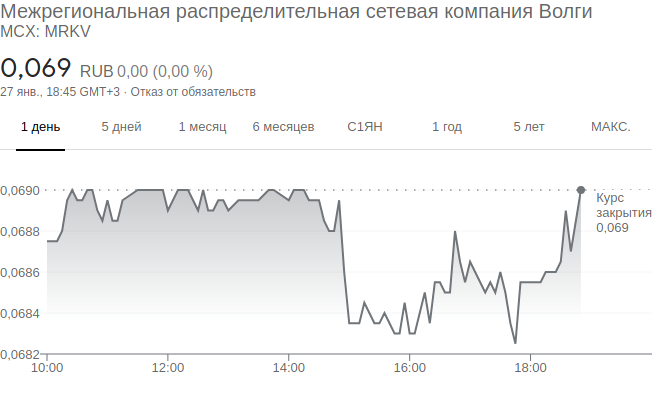 Межрегиональная распределительная сетевая компания Волги
MCX: MRKV
0,069 RUB 0,00 (0,00 %)
27 янв., 18:45 GMT+3 · Отказ от обязательств
1 день 5 дней 1 месяц 6 месяцев С1ЯН 1 год 5 лет МАКС.
0,0690
Курс
закрытия
0,069
0,0688
0,0686
0,0684
0,0682
10:00 12:00 14:00 16:00 18:00